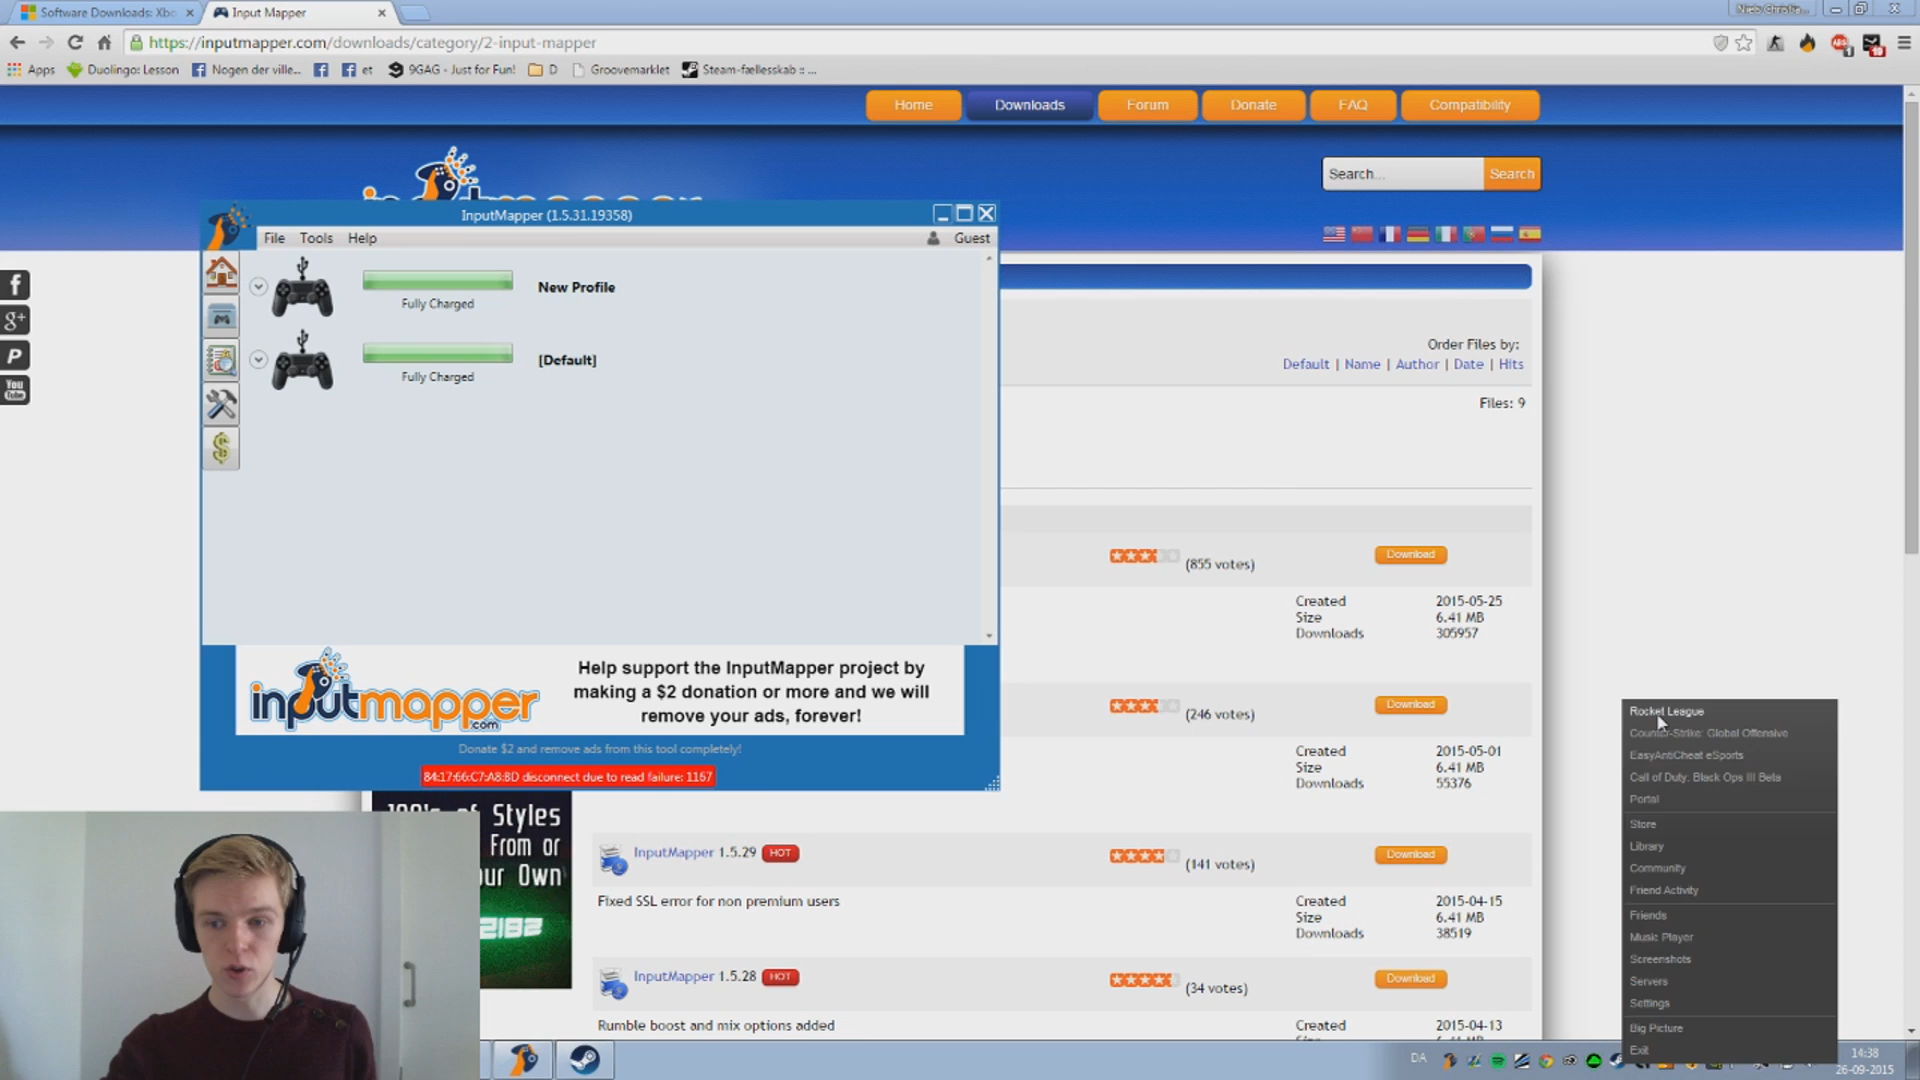 Software Downloads: Xbo
Input Mapper
https://inputmapper.com/downloads/category/2-input-mapper
Apps
Duolingo: Lesson
Nogen der ville...
et
9GAG - Just for Fun!
D
Groovemarklet
Steam-fællesskab :: ...
Home
Downloads
Forum
Donate
FAQ
Compatibility
Search...
Search
InputMapper (1.5.31.19358)
File
Tools
Help
Guest
New Profile
Fully Charged
[Default]
Fully Charged
Order Files by:
Default | Name | Author | Date | Hits
Files: 9
(855 votes)
Download
Created 2015-05-25
Size 6.41 MB
Downloads 305957
inputmapper
.com
Help support the InputMapper project by
making a $2 donation or more and we will
remove your ads, forever!
Donate $2 and remove ads from this tool completely!
84:17:66:C7:A8:8D disconnect due to read failure: 1167
(246 votes)
Download
Created 2015-05-01
Size 6.41 MB
Downloads 55376
of Styles
From or
our Own
InputMapper 1.5.29 HOT
(141 votes)
Download
Fixed SSL error for non premium users
Created 2015-04-15
Size 6.41 MB
Downloads 38519
InputMapper 1.5.28 HOT
(34 votes)
Download
Rumble boost and mix options added
Created 2015-04-13
Rocket League
Counter-Strike: Global Offensive
EasyAntiCheat eSports
Call of Duty: Black Ops III Beta
Portal
Store
Library
Community
Friend Activity
Friends
Music Player
Screenshots
Servers
Settings
Big Picture
Exit
DA
14:38
26-09-2015